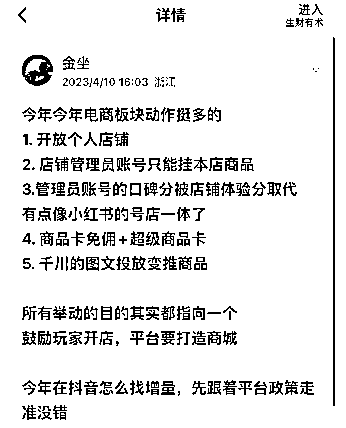 详情
进入
生财有术
金坐
2023/4/10 16:03 浙江
今年今年电商板块动作挺多的
1. 开放个人店铺
2. 店铺管理员账号只能挂本店商品
3.管理员账号的口碑分被店铺体验分取代
有点像小红书的号店一体了
4. 商品卡免佣+超级商品卡
5. 千川的图文投放变推商品
所有举动的目的其实都指向一个
鼓励玩家开店，平台要打造商城
今年在抖音怎么找增量，先跟着平台政策走
准没错